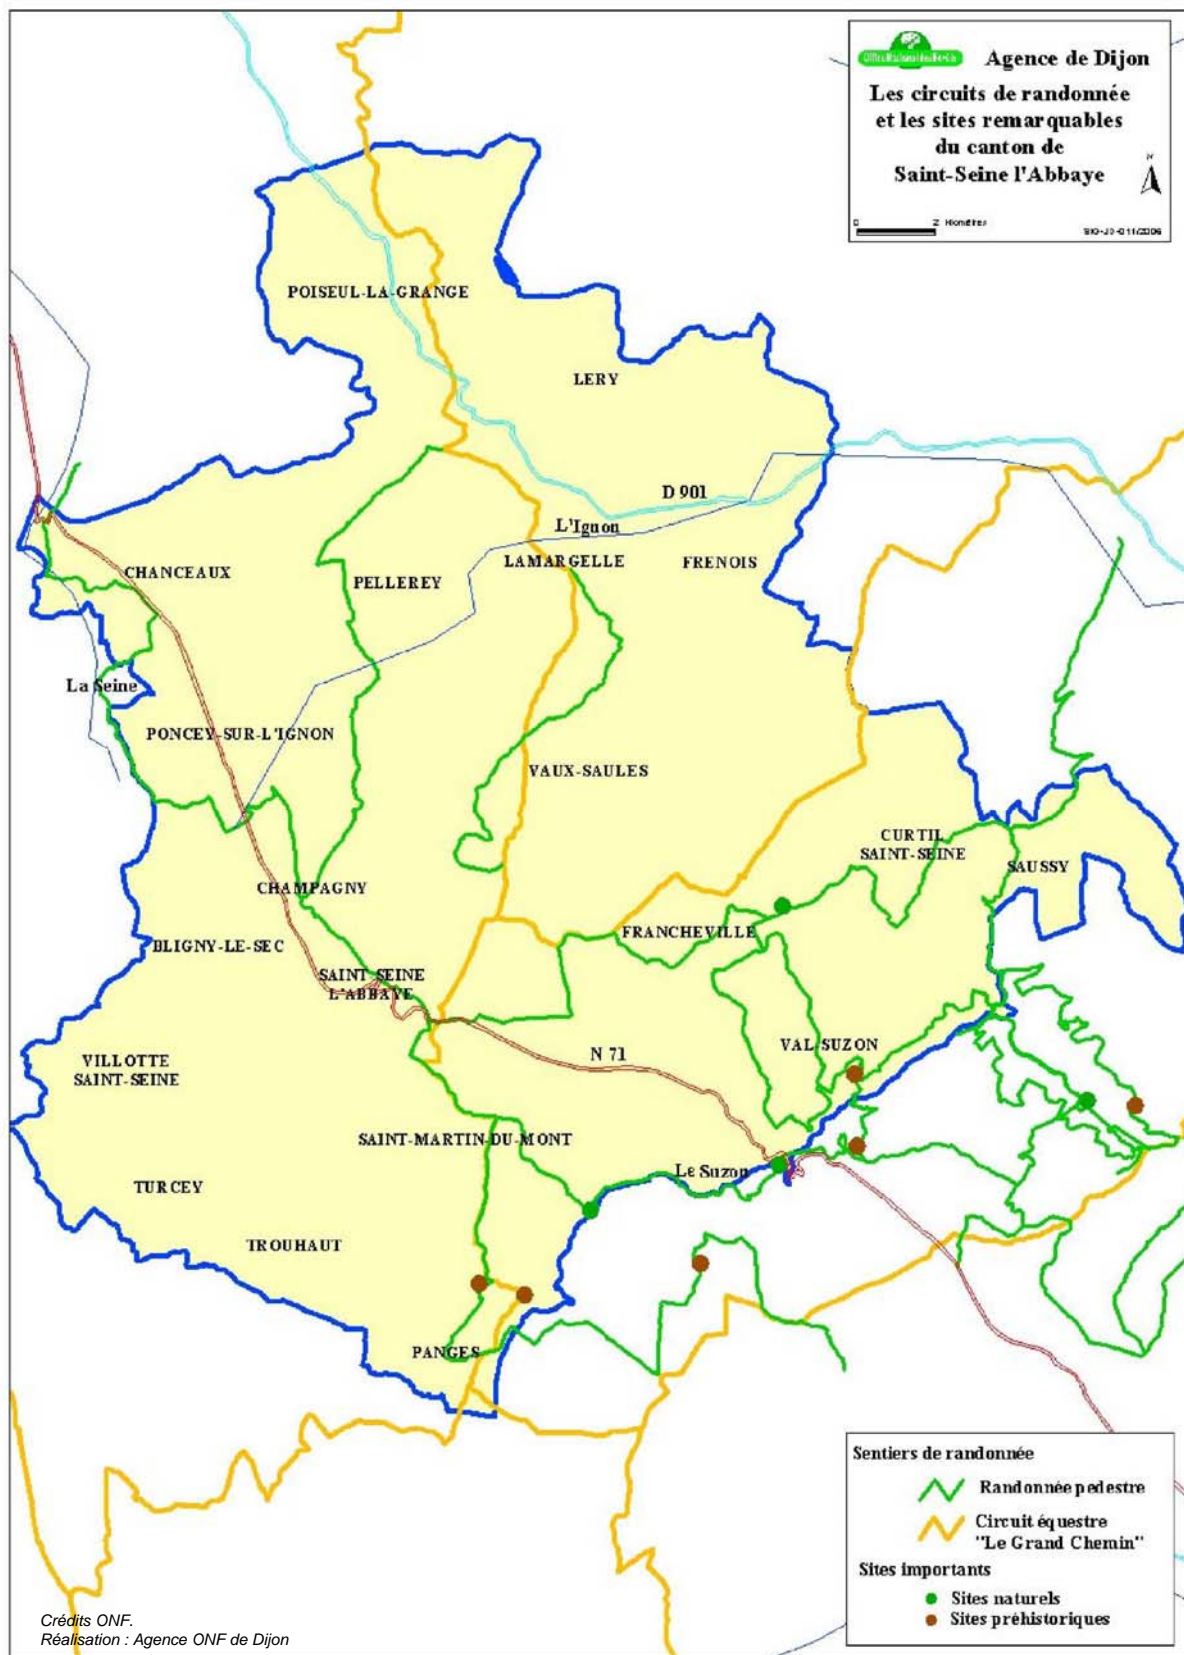 Agence de Dijon
Les circuits de randonnée
et les sites remarquables
du canton de
Saint-Seine l'Abbaye
N
0 2 Kilomètres
POISEUL-LA-GRANGE
LERY
D 901
L'Ignon
LAMARGELLE
FRENOIS
CHANCEAUX
PELLEREY
La Seine
PONCEY-SUR-L'IGNON
VAUX-SAULES
CURTIL
SAINT-SEINE
SAUSSY
CHAMPAGNY
FRANCHEVILLE
BLIGNY-LE-SEC
SAINT SEINE
L'ABBAYE
VAL-SUZON
N 71
VILLOTTE
SAINT-SEINE
SAINT-MARTIN-DU-MONT
Le Suzon
TURCEY
TROUHAUT
PANGES
Sentiers de randonnée
Randonnée pedestre
Circuit équestre
"Le Grand Chemin"
Sites importants
Sites naturels
Sites préhistoriques
Crédits ONF.
Réalisation : Agence ONF de Dijon